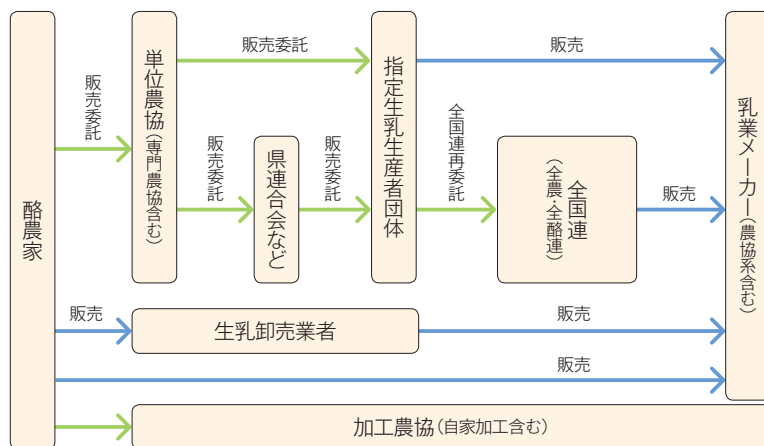 酪農家
販売委託
単位農協(専門農協含む)
販売委託
販売委託
県連合会など
販売委託
指定生乳生産者団体
販売
全国連再委託
全国連
(全農・全酪連)
販売
乳業メーカー(農協系含む)
販売
生乳卸売業者
販売
販売
加工農協(自家加工含む)